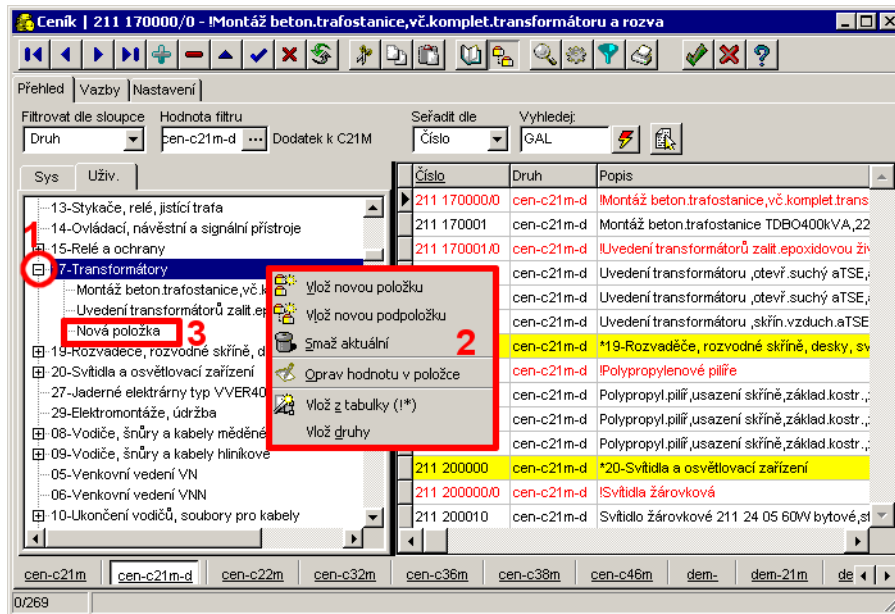 Ceník | 211 170000/0 - !Montáž beton.trafostanice,vč.komplet.transformátoru a rozva
Přehled Vazby Nastavení
Filtrovat dle sloupce Hodnota filtru Seřadit dle Vyhledej:
Druh cen-c21m-d ... Dodatek k C21M Číslo GAL
Sys Uživ.
13-Stykače, relé, jistící trafa
14-Ovládací, návěstní a signální přístroje
1
15-Relé a ochrany
7-Transformátory
Montáž beton.trafostanice,vč.k
Uvedení transformátorů zalit.ep
Nová položka
3
19-Rozvaděče, rozvodné skříně, d
20-Svítidla a osvětlovací zařízení
27-Jaderné elektrárny typ VVER40
29-Elektromontáže, údržba
08-Vodiče, šnůry a kabely měděné
09-Vodiče, šnůry a kabely hliníkové
05-Venkovní vedení VN
06-Venkovní vedení VNN
10-Ukončení vodičů, soubory pro kabely
Vlož novou položku
Vlož novou podpoložku
Smaž aktuální
2
Oprav hodnotu v položce
Vlož z tabulky (!*)
Vlož druhy
Číslo Druh Popis
211 170000/0 cen-c21m-d !Montáž beton.trafostanice,vč.komplet.trans
211 170001 cen-c21m-d Montáž beton.trafostanice TDBO400kVA,22
211 170001/0 cen-c21m-d !Uvedení transformátorů zalit.epoxidovou živ
cen-c21m-d Uvedení transformátoru ,otevř.suchý aTSE,
cen-c21m-d Uvedení transformátoru ,otevř.suchý aTSE,
cen-c21m-d Uvedení transformátoru ,skřín.vzduch.aTSE
cen-c21m-d *19-Rozvaděče, rozvodné skříně, desky, sv
cen-c21m-d !Polypropylenové pilíře
cen-c21m-d Polypropyl.pilíř,usazení skříně,základ.kostr.,
cen-c21m-d Polypropyl.pilíř,usazení skříně,základ.kostr.,
cen-c21m-d Polypropyl.pilíř,usazení skříně,základ.kostr.,
211 200000 cen-c21m-d *20-Svítidla a osvětlovací zařízení
211 200000/0 cen-c21m-d !Svítidla žárovková
211 200010 cen-c21m-d Svítidlo žárovkové 211 24 05 60W bytové,st
cen-c21m cen-c21m-d cen-c22m cen-c32m cen-c36m cen-c38m cen-c46m dem- dem-21m de
0/269